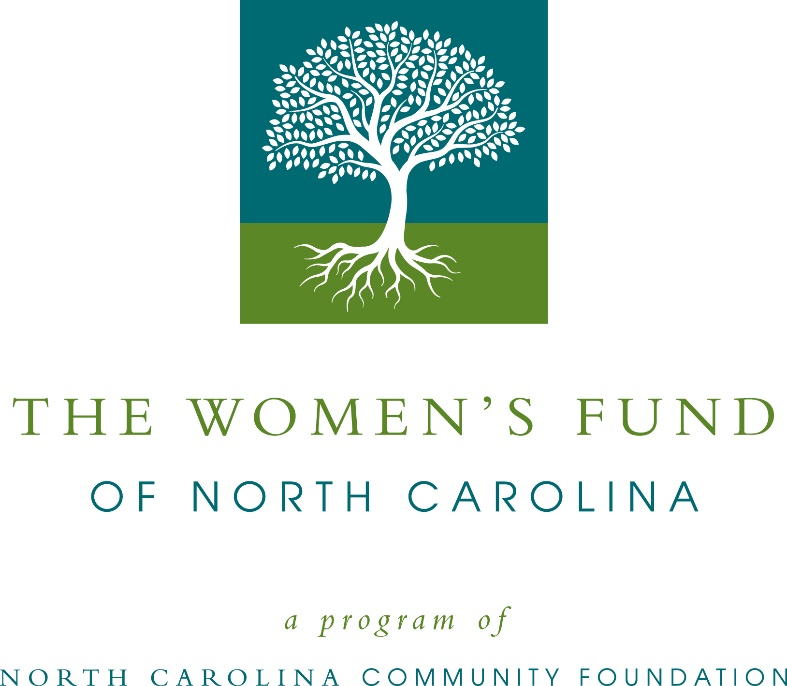 THE WOMEN’S FUND
OF NORTH CAROLINA
a program of
NORTH CAROLINA COMMUNITY FOUNDATION